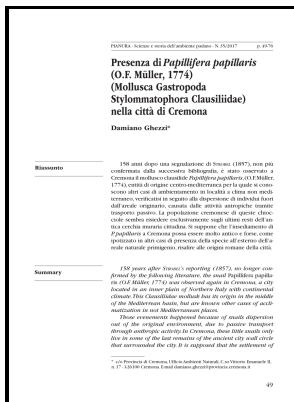 PIANURA - Scienze e storia dell'ambiente padano - N. 35/2017 p. 49-76
Presenza di Papillifera papillaris
(O.F. Müller, 1774)
(Mollusca Gastropoda
Stylommatophora Clausiliidae)
nella città di Cremona
Damiano Ghezzi*
Riassunto
158 anni dopo una segnalazione di Stabile (1857), non più
confermata dalla successiva bibliografia, è stato osservato a
Cremona il mollusco clausilide Papillifera papillaris (O.F. Müller,
1774), entità di origine centro-mediterranea per la quale si cono-
scono altri casi di ambientamento in località a clima non medi-
terraneo, verificatisi in seguito alla dispersione di individui fuori
dall'areale originario, causata dalle attività antropiche tramite
trasporto passivo. La popolazione cremonese di queste chioc-
ciole sembra risiedere esclusivamente sugli ultimi resti dell'an-
tica cerchia muraria cittadina. Si suppone che l'insediamento di
P. papillaris a Cremona possa essere molto antico e forse, come
ipotizzato in altri casi di presenza della specie all'esterno dell'a-
reale naturale primigenio, risalire alle origini romane della città.
Summary
158 years after Stabile's reporting (1857), no longer con-
firmed by the following literature, the snail Papillifera papilla-
ris (O.F. Müller, 1774) was observed again in Cremona, a city
located in an inner plain of Northern Italy with continental
climate. This Clausiliidae mollusk has its origin in the middle
of the Mediterranean basin, but are known other cases of accli-
matization in not Mediterranean places.
Those evenements happened because of snails dispersion
out of the original environment, due to passive transport
through anthropic activity. In Cremona, these little snails only
live in some of the last remains of the ancient city wall circle
that surrounded the city. It is supposed that the settlement of
* c/o Provincia di Cremona, Ufficio Ambienti Naturali, C.so Vittorio Emanuele II,
n. 17 - I-26100 Cremona. E-mail: damiano.ghezzi@provincia.cremona.it
49